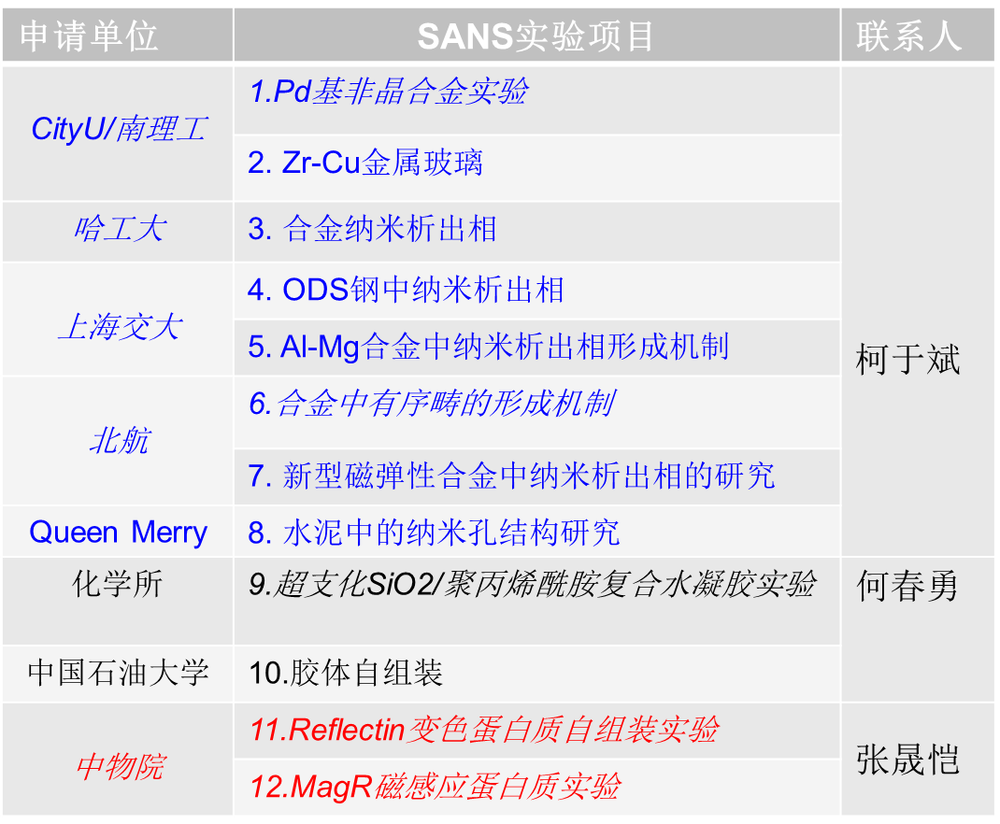 申请单位 SANS实验项目 联系人
CityU/南理工
1.Pd基非晶合金实验
2. Zr-Cu金属玻璃
哈工大
3. 合金纳米析出相
上海交大
4. ODS钢中纳米析出相
5. Al-Mg合金中纳米析出相形成机制
北航
6.合金中有序畴的形成机制
7. 新型磁弹性合金中纳米析出相的研究
Queen Merry
8. 水泥中的纳米孔结构研究
柯于斌
化学所
9.超支化SiO2/聚丙烯酰胺复合水凝胶实验
中国石油大学
10.胶体自组装
何春勇
中物院
11.Reflectin变色蛋白质自组装实验
12.MagR磁感应蛋白质实验
张晟恺